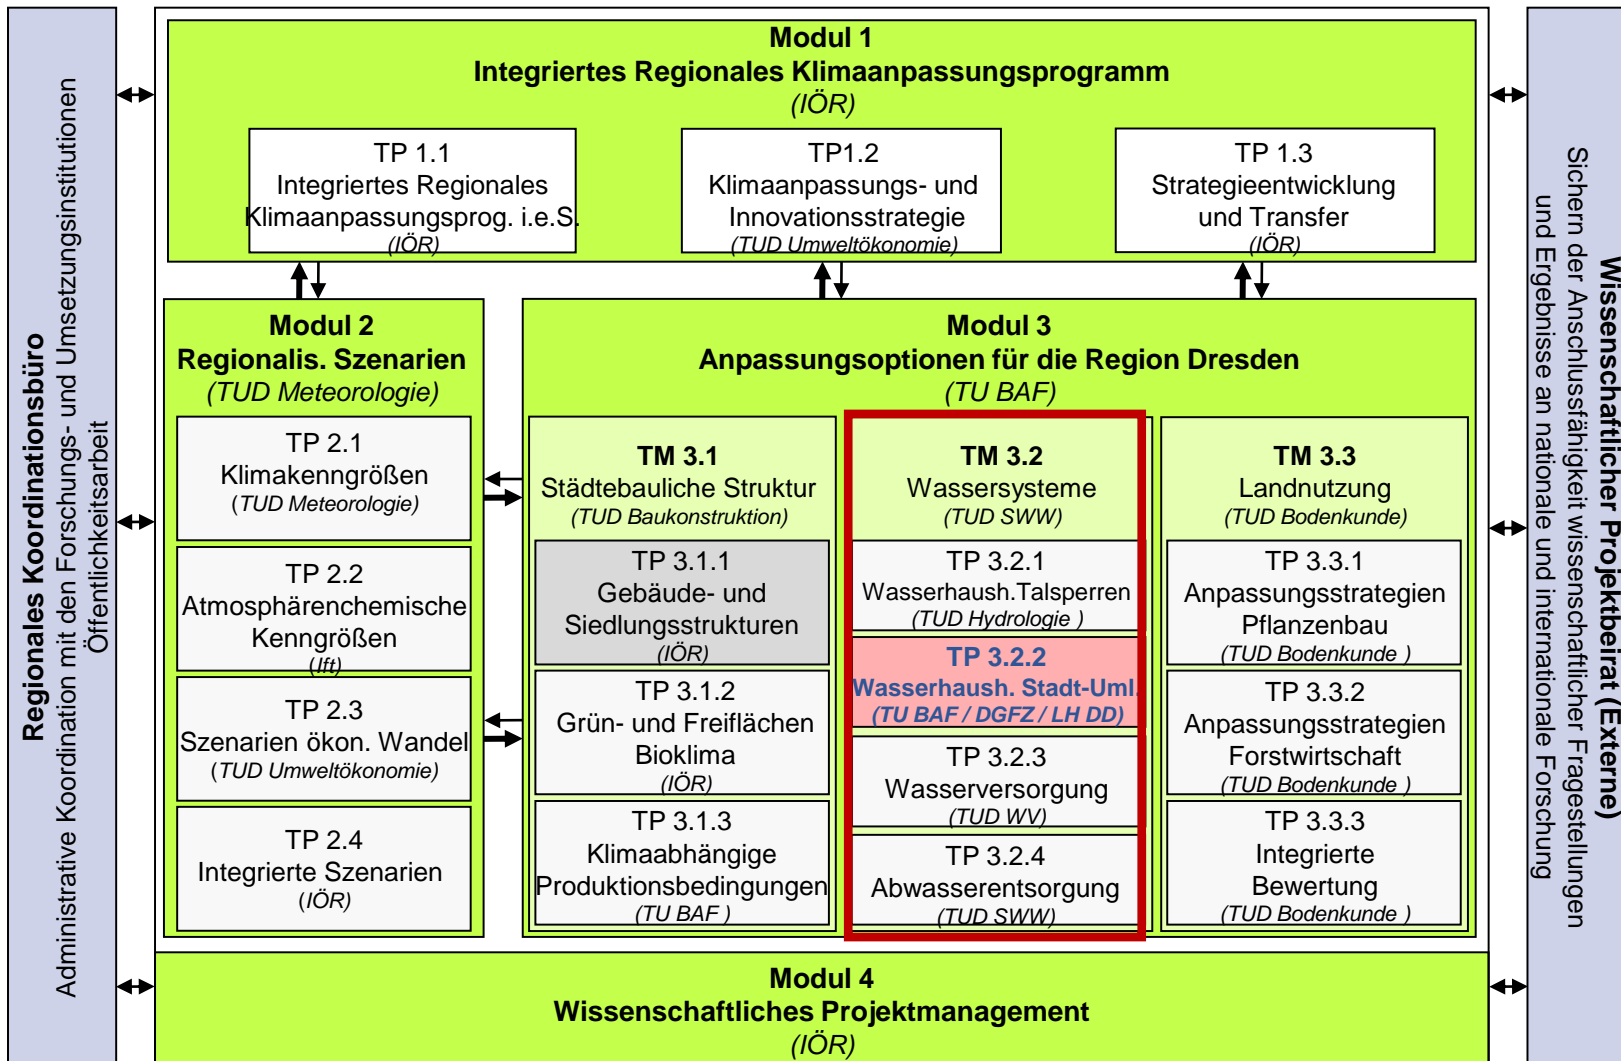 Regionales Koordinationsbüro
Administrative Koordination mit den Forschungs- und Umsetzungsinstitutionen
Öffentlichkeitsarbeit
Modul 1
Integriertes Regionales Klimaanpassungsprogramm
(IÖR)
TP 1.1
Integriertes Regionales
Klimaanpassungsprog. i.e.S.
(IÖR)
TP1.2
Klimaanpassungs- und
Innovationsstrategie
(TUD Umweltökonomie)
TP 1.3
Strategieentwicklung
und Transfer
(IÖR)
Modul 2
Regionalis. Szenarien
(TUD Meteorologie)
TP 2.1
Klimakenngrößen
(TUD Meteorologie)
TP 2.2
Atmosphärenchemische
Kenngrößen
(Ift)
TP 2.3
Szenarien ökon. Wandel
(TUD Umweltökonomie)
TP 2.4
Integrierte Szenarien
(IÖR)
Modul 3
Anpassungsoptionen für die Region Dresden
(TU BAF)
TM 3.1
Städtebauliche Struktur
(TUD Baukonstruktion)
TP 3.1.1
Gebäude- und
Siedlungsstrukturen
(IÖR)
TP 3.1.2
Grün- und Freiflächen
Bioklima
(IÖR)
TP 3.1.3
Klimaabhängige
Produktionsbedingungen
(TU BAF )
TM 3.2
Wassersysteme
(TUD SWW)
TP 3.2.1
Wasserhaush.Talsperren
(TUD Hydrologie )
TP 3.2.2
Wasserhaush. Stadt-Uml.
(TU BAF / DGFZ / LH DD)
TP 3.2.3
Wasserversorgung
(TUD WV)
TP 3.2.4
Abwasserentsorgung
(TUD SWW)
TM 3.3
Landnutzung
(TUD Bodenkunde)
TP 3.3.1
Anpassungsstrategien
Pflanzenbau
(TUD Bodenkunde )
TP 3.3.2
Anpassungsstrategien
Forstwirtschaft
(TUD Bodenkunde )
TP 3.3.3
Integrierte
Bewertung
(TUD Bodenkunde )
Modul 4
Wissenschaftliches Projektmanagement
(IÖR)
Wissenschaftlicher Projektbeirat (Externe)
Sichern der Anschlussfähigkeit wissenschaftlicher Fragestellungen
und Ergebnisse an nationale und internationale Forschung